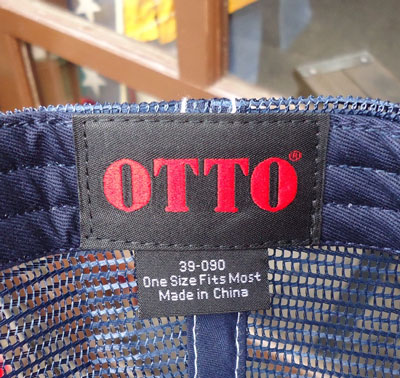 OTTO®
39-090
One Size Fits Most
Made in China